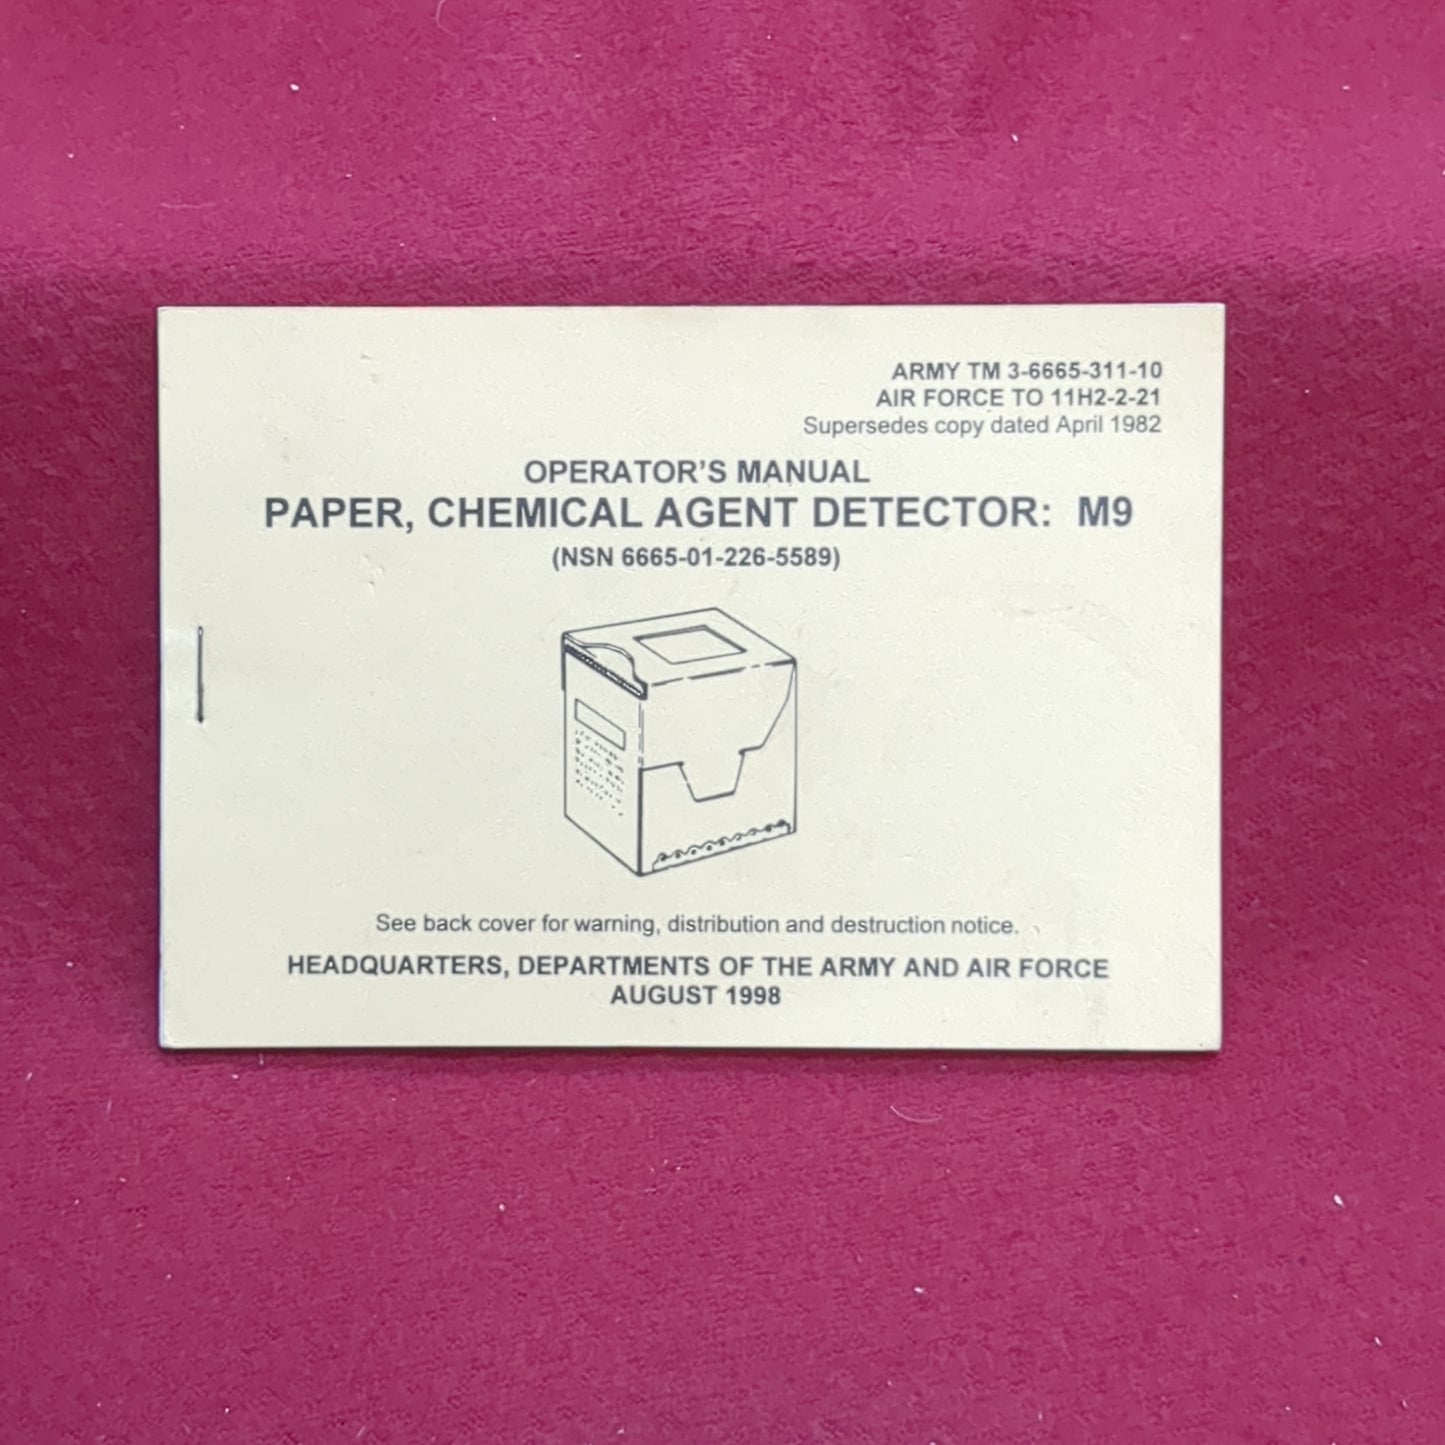 ARMY TM 3-6665-311-10
AIR FORCE TO 11H2-2-21
Supersedes copy dated April 1982
OPERATOR'S MANUAL
PAPER, CHEMICAL AGENT DETECTOR: M9
(NSN 6665-01-226-5589)
See back cover for warning, distribution and destruction notice.
HEADQUARTERS, DEPARTMENTS OF THE ARMY AND AIR FORCE
AUGUST 1998